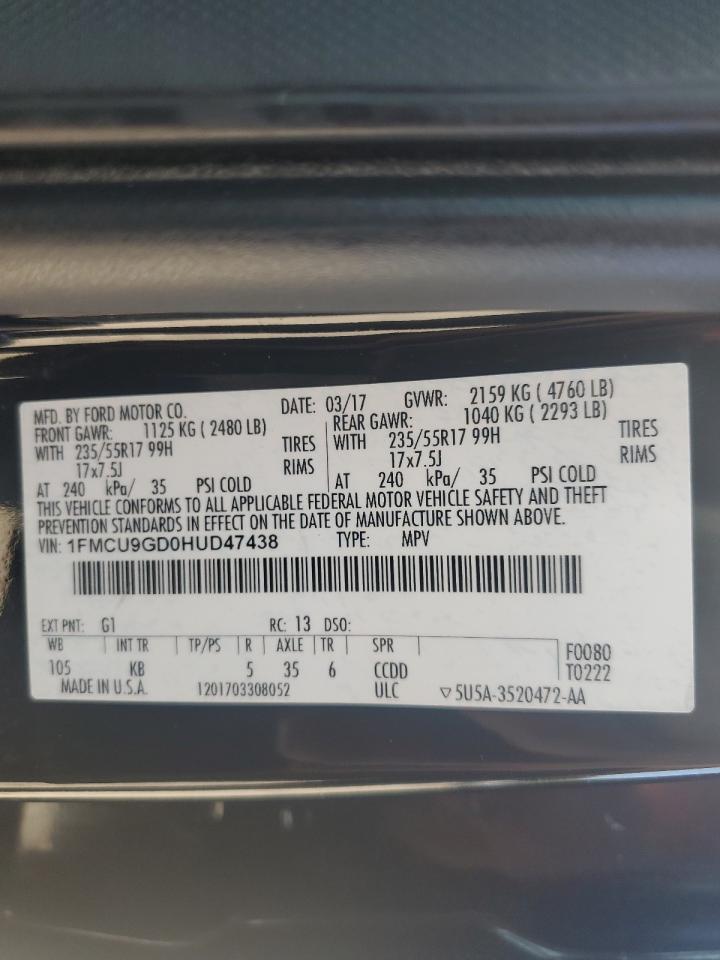 MFD. BY FORD MOTOR CO. DATE: 03/17 GVWR: 2159 KG ( 4760 LB)
FRONT GAWR: 1125 KG ( 2480 LB) REAR GAWR: 1040 KG ( 2293 LB)
WITH 235/55R17 99H TIRES WITH 235/55R17 99H TIRES
17x7.5J RIMS 17x7.5J RIMS
AT 240 kPa/ 35 PSI COLD AT 240 kPa/ 35 PSI COLD
THIS VEHICLE CONFORMS TO ALL APPLICABLE FEDERAL MOTOR VEHICLE SAFETY AND THEFT
PREVENTION STANDARDS IN EFFECT ON THE DATE OF MANUFACTURE SHOWN ABOVE.
VIN: 1FMCU9GD0HUD47438 TYPE: MPV
EXT PNT: G1 RC: 13 DSO:
WB INT TR TP/PS R AXLE TR SPR F0080
105 KB 5 35 6 CCDD T0222
MADE IN U.S.A. 1201703308052 ULC ▽5U5A-3520472-AA